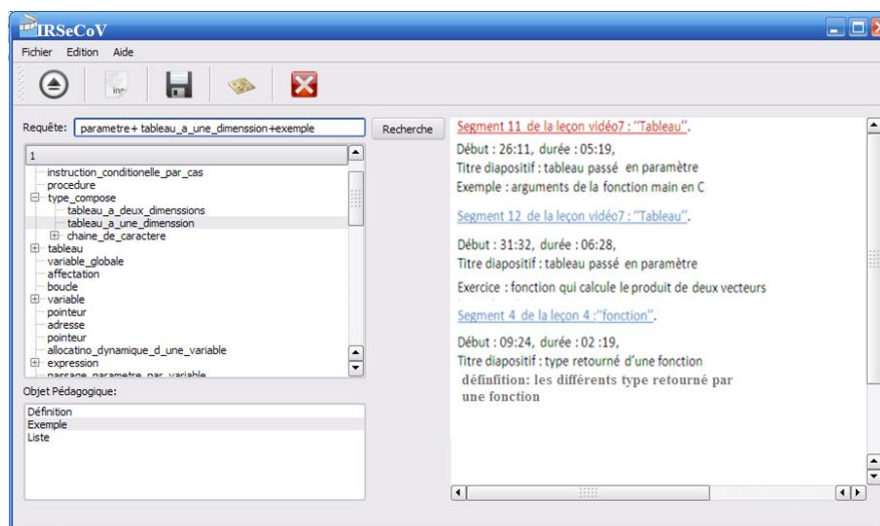 IRSeCoV
Fichier Edition Aide
inp
Requête: parametre+ tableau_a_une_dimenssion+exemple Recherche
1
instruction_conditionelle_par_cas
procedure
type_compose
tableau_a_deux_dimenssions
tableau_a_une_dimenssion
chaine_de_caractere
tableau
variable_globale
affectation
boucle
variable
pointeur
adresse
pointeur
allocatino_dynamique_d_une_variable
expression
passage_parametre_par_variable
Objet Pédagogique:
Définition
Exemple
Liste
Segment 11 de la leçon vidéo7 : "Tableau".
Début : 26:11, durée : 05:19,
Titre diapositif : tableau passé en paramètre
Exemple : arguments de la fonction main en C
Segment 12 de la leçon vidéo7 : "Tableau".
Début : 31:32, durée : 06:28,
Titre diapositif : tableau passé en paramètre
Exercice : fonction qui calcule le produit de deux vecteurs
Segment 4 de la leçon 4 :"fonction".
Début : 09:24, durée : 02 :19,
Titre diapositif : type retourné d'une fonction
définfition: les différents type retourné par
une fonction